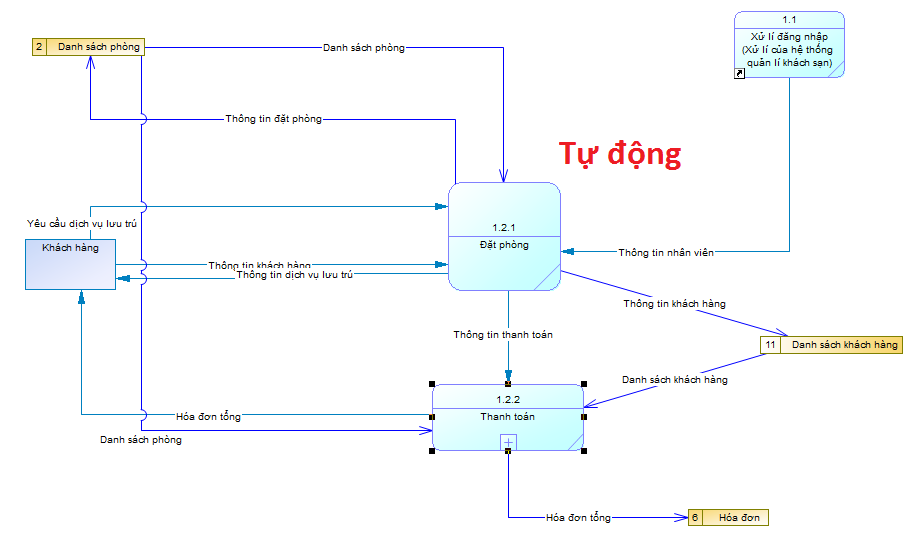 1.1
Xử lí đăng nhập
(Xử lí của hệ thống
quản lí khách sạn)
2 Danh sách phòng
Danh sách phòng
Thông tin đặt phòng
Tự động
Yêu cầu dịch vụ lưu trú
1.2.1
Đặt phòng
Khách hàng
Thông tin nhân viên
Thông tin khách hàng
Thông tin dịch vụ lưu trú
Thông tin khách hàng
Thông tin thanh toán
11 Danh sách khách hàng
Danh sách khách hàng
1.2.2
Thanh toán
Hóa đơn tổng
Danh sách phòng
Hóa đơn tổng
6 Hóa đơn